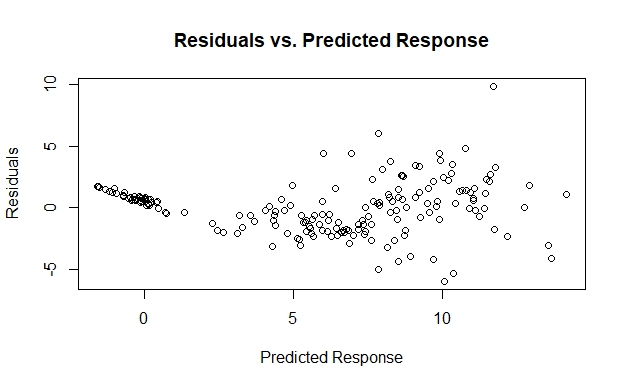 Residuals vs. Predicted Response
10
5
0
-5
Residuals
0 5 10
Predicted Response